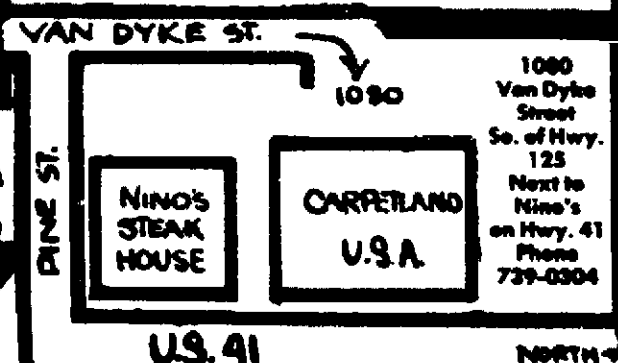 VAN DYKE ST.
1080
1080
Van Dyke
Street
So. of Hwy.
125
Next to
Nino's
on Hwy. 41
Phone
739-0304
PINE ST.
NINO'S
STEAK
HOUSE
CARPETLAND
U.S.A.
U.S. 41
NORTH